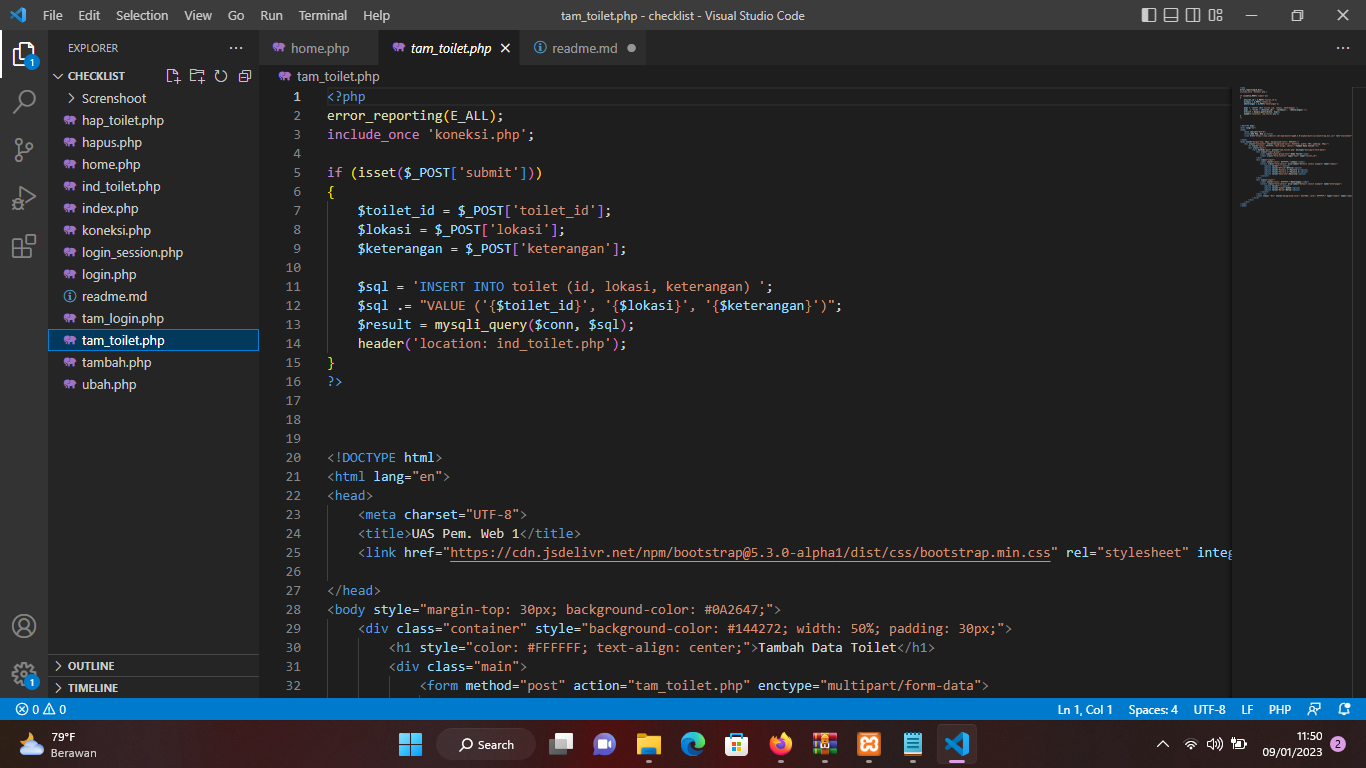 File Edit Selection View Go Run Terminal Help
tam_toilet.php - checklist - Visual Studio Code
EXPLORER
CHECKLIST
Screnshoot
hap_toilet.php
hapus.php
home.php
ind_toilet.php
index.php
koneksi.php
login_session.php
login.php
readme.md
tam_login.php
tam_toilet.php
tambah.php
ubah.php
OUTLINE
TIMELINE
home.php
tam_toilet.php
readme.md
tam_toilet.php
1 <?php
2 error_reporting(E_ALL);
3 include_once 'koneksi.php';
4
5 if (isset($_POST['submit']))
6 {
7 $toilet_id = $_POST['toilet_id'];
8 $lokasi = $_POST['lokasi'];
9 $keterangan = $_POST['keterangan'];
10
11 $sql = 'INSERT INTO toilet (id, lokasi, keterangan) ';
12 $sql .= "VALUE ('{$toilet_id}', '{$lokasi}', '{$keterangan}')";
13 $result = mysqli_query($conn, $sql);
14 header('location: ind_toilet.php');
15 }
16 ?>
17
18
19
20 <!DOCTYPE html>
21 <html lang="en">
22 <head>
23 <meta charset="UTF-8">
24 <title>UAS Pem. Web 1</title>
25 <link href="https://cdn.jsdelivr.net/npm/bootstrap@5.3.0-alpha1/dist/css/bootstrap.min.css" rel="stylesheet" integ
26
27 </head>
28 <body style="margin-top: 30px; background-color: #0A2647;">
29 <div class="container" style="background-color: #144272; width: 50%; padding: 30px;">
30 <h1 style="color: #FFFFFF; text-align: center;">Tambah Data Toilet</h1>
31 <div class="main">
32 <form method="post" action="tam_toilet.php" enctype="multipart/form-data">
1
1
0 0
Ln 1, Col 1 Spaces: 4 UTF-8 LF PHP
79°F
Berawan
Search
11:50
09/01/2023
2